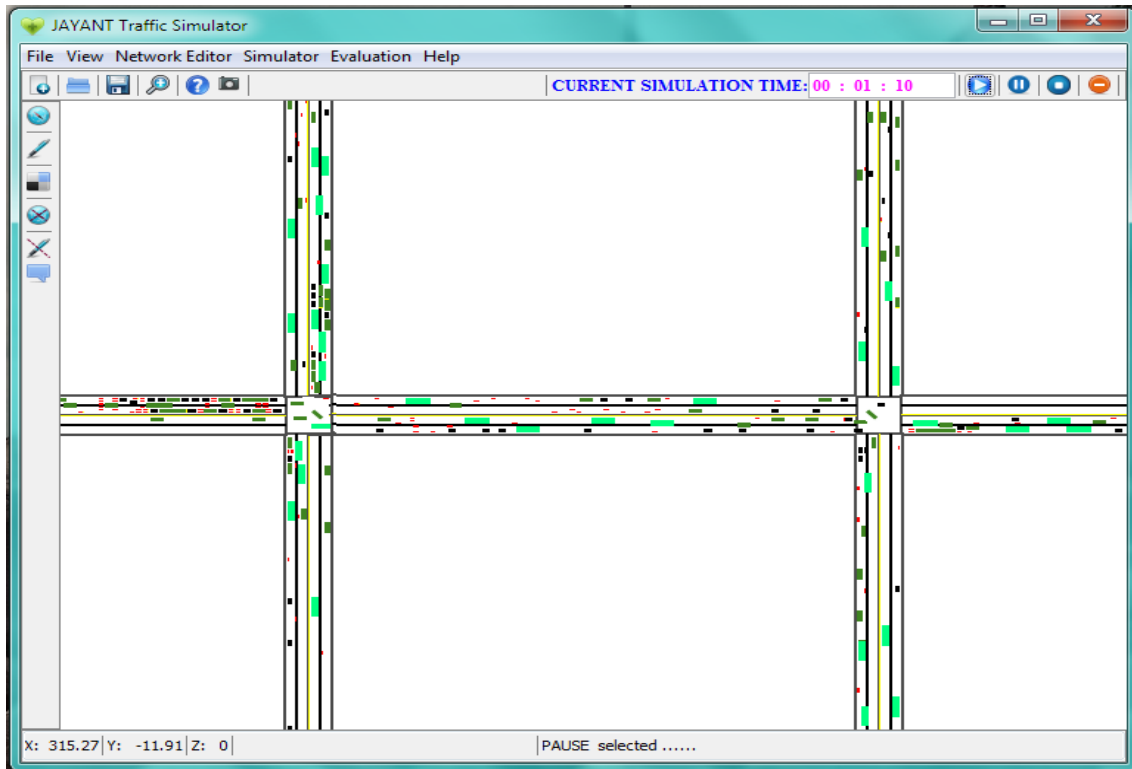 JAYANT Traffic Simulator
File View Network Editor Simulator Evaluation Help
CURRENT SIMULATION TIME: 00 : 01 : 10
X: 315.27 Y: -11.91 Z: 0 PAUSE selected ......